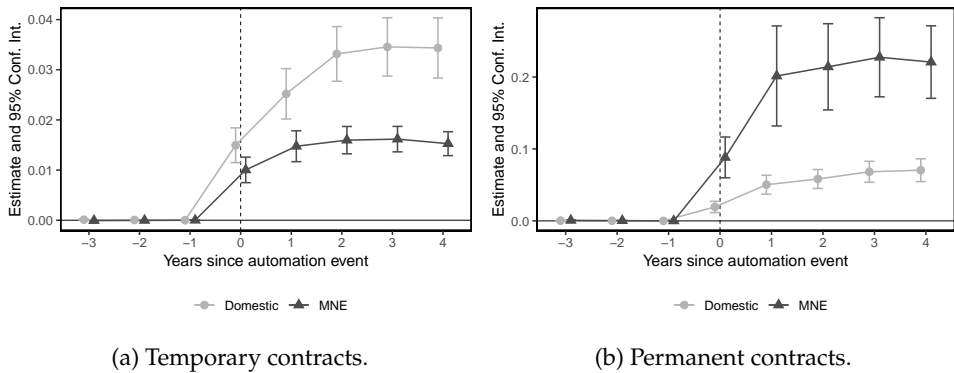 Estimate and 95% Conf. Int.
0.04
0.03
0.02
0.01
0.00
−3 −2 −1 0 1 2 3 4
Years since automation event
Domestic MNE
(a) Temporary contracts.
Estimate and 95% Conf. Int.
0.2
0.1
0.0
−3 −2 −1 0 1 2 3 4
Years since automation event
Domestic MNE
(b) Permanent contracts.